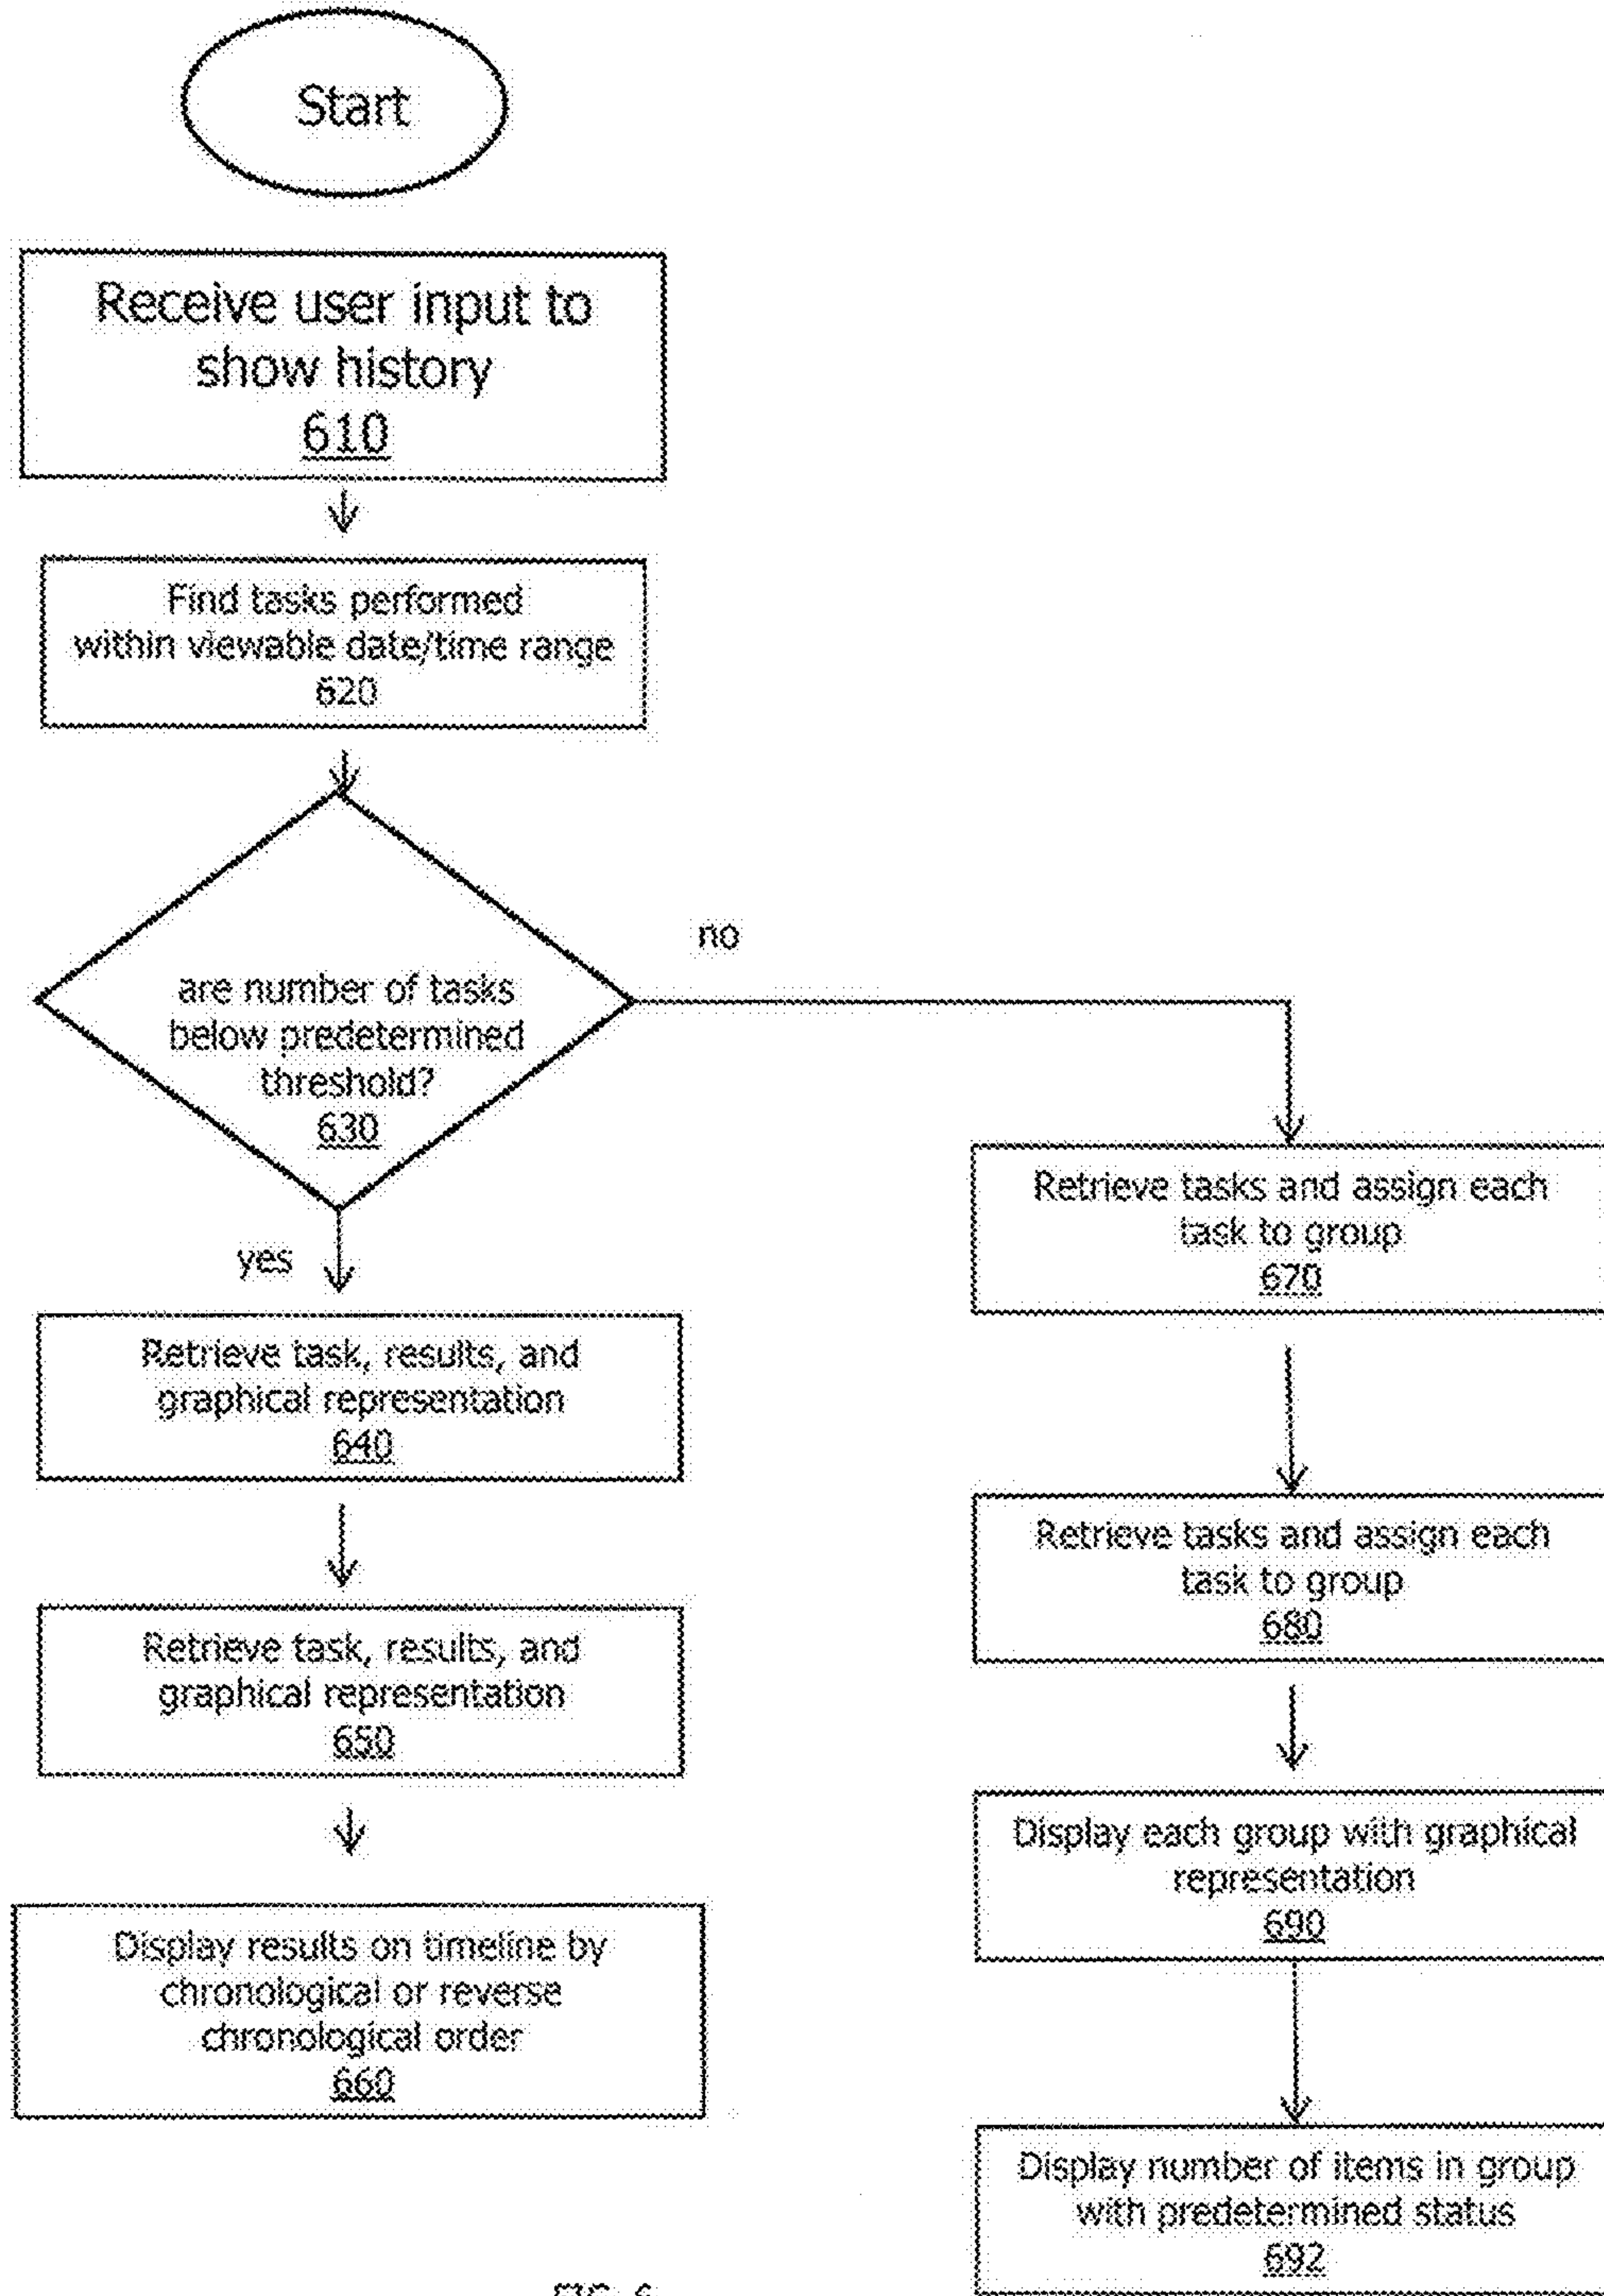 Start
Receive user input to
show history
610
Find tasks performed
within viewable date/time range
620
are number of tasks
below predetermined
threshold?
630
no
yes
Retrieve task, results, and
graphical representation
640
Retrieve task, results, and
graphical representation
650
Display results on timeline by
chronological or reverse
chronological order
660
Retrieve tasks and assign each
task to group
670
Retrieve tasks and assign each
task to group
680
Display each group with graphical
representation
690
Display number of items in group
with predetermined status
692
FIG. 6